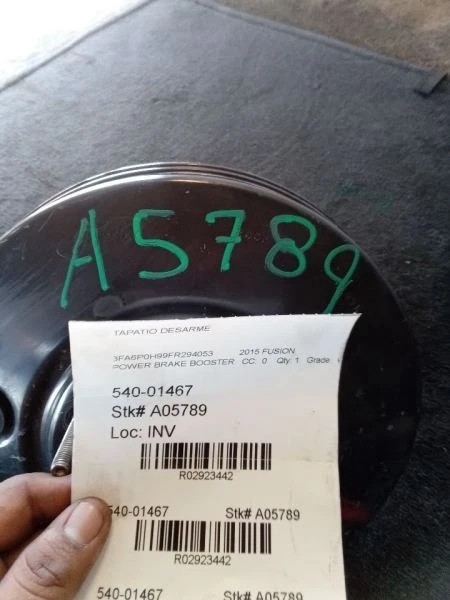 A5789
TAPATIO DESARME
3FA6P0H99FR294053 2015 FUSION
POWER BRAKE BOOSTER CC: 0 Qty: 1 Grade:
540-01467
Stk# A05789
Loc: INV
R02923442
540-01467 Stk# A05789
R02923442
540-01467 Stk# A05789